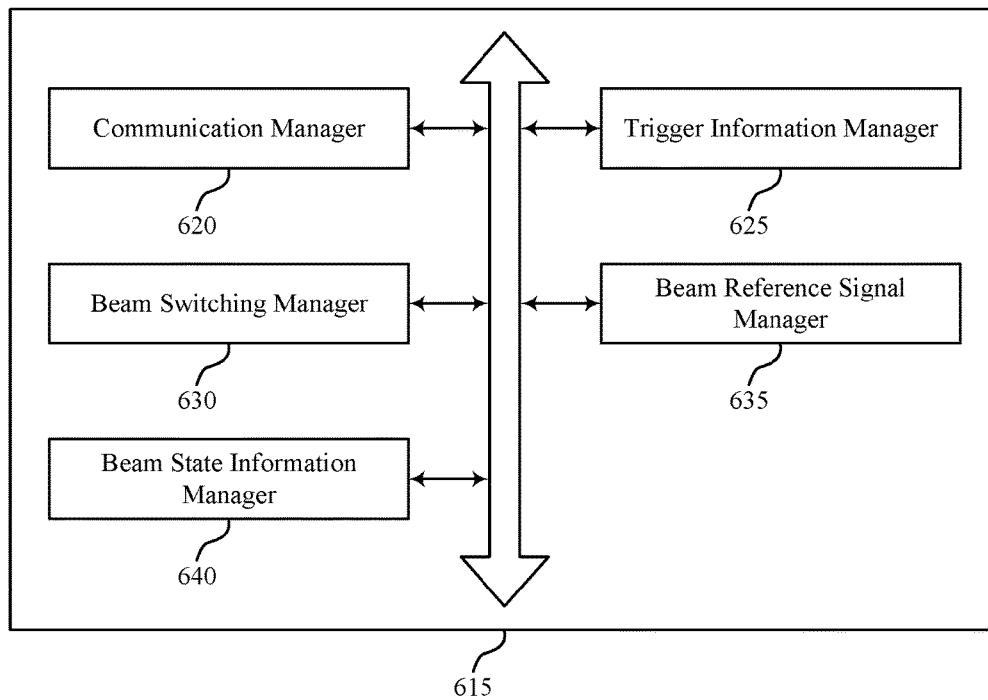 Communication Manager
620
Trigger Information Manager
625
Beam Switching Manager
630
Beam Reference Signal
Manager
635
Beam State Information
Manager
640
615